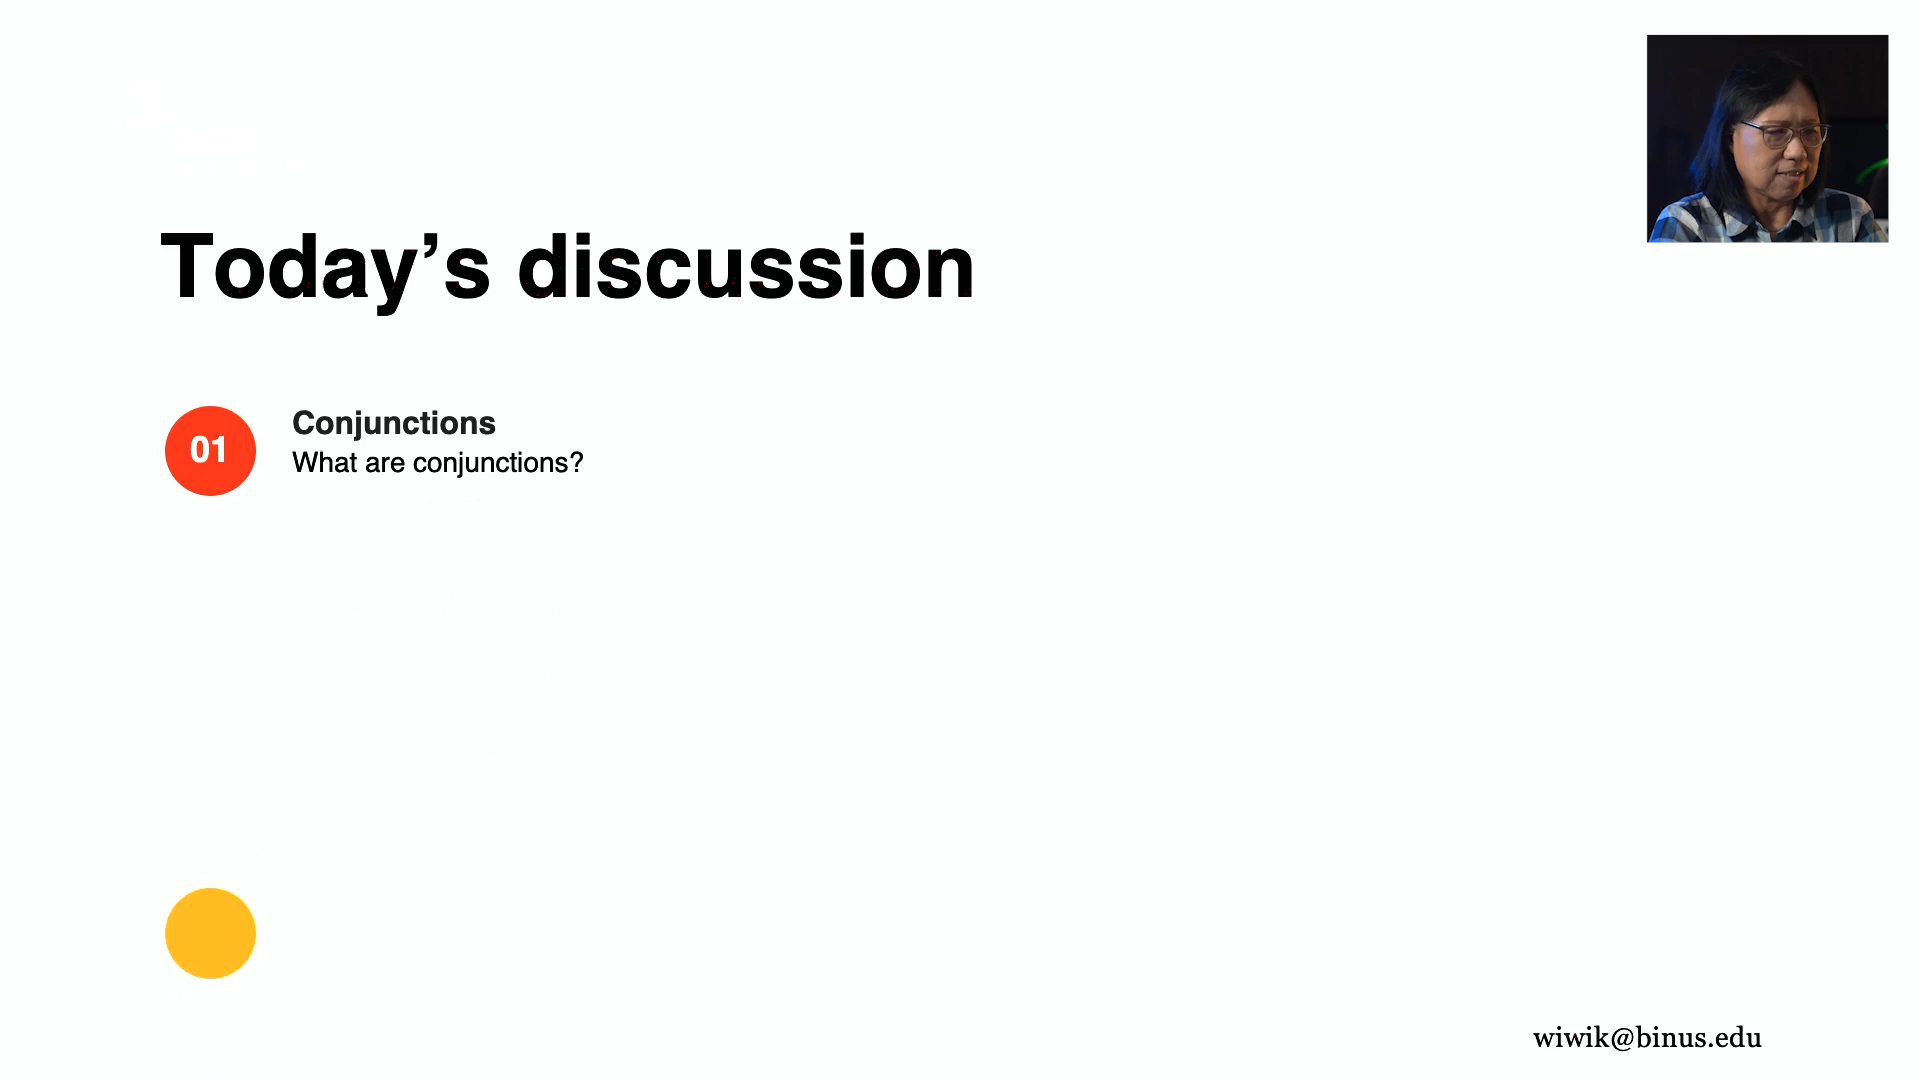 Today’s discussion
01
Conjunctions
What are conjunctions?
wiwik@binus.edu